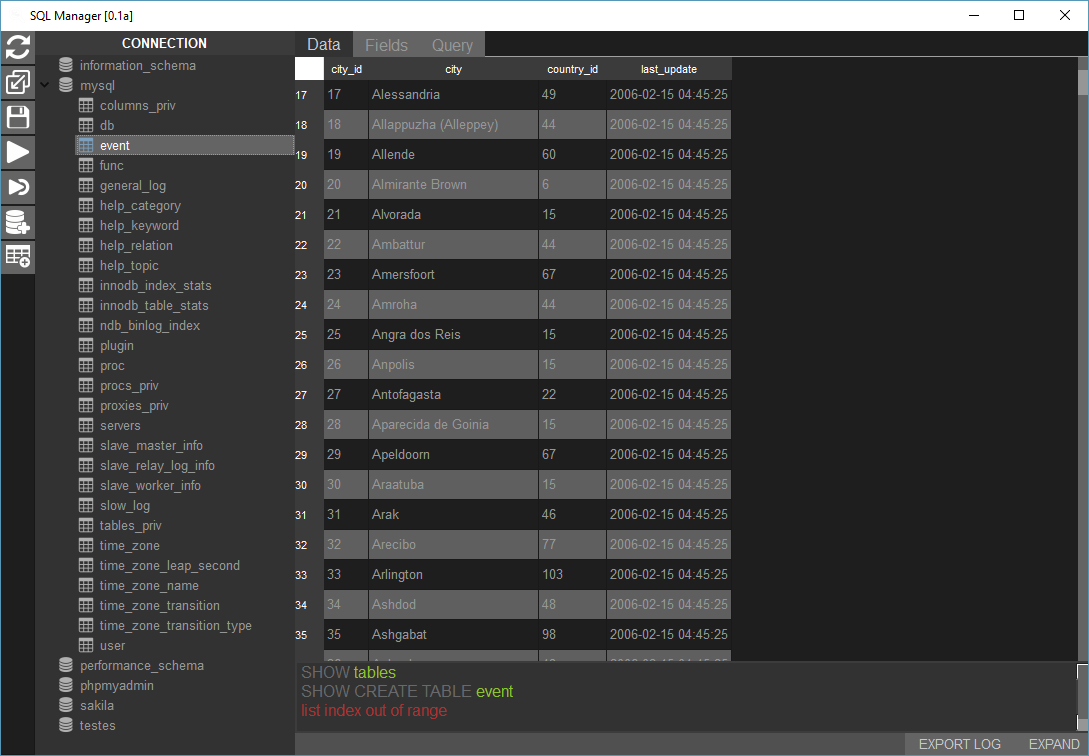 SQL Manager [0.1a]
CONNECTION
information_schema
mysql
columns_priv
db
event
func
general_log
help_category
help_keyword
help_relation
help_topic
innodb_index_stats
innodb_table_stats
ndb_binlog_index
plugin
proc
procs_priv
proxies_priv
servers
slave_master_info
slave_relay_log_info
slave_worker_info
slow_log
tables_priv
time_zone
time_zone_leap_second
time_zone_name
time_zone_transition
time_zone_transition_type
user
performance_schema
phpmyadmin
sakila
testes
Data Fields Query
city_id city country_id last_update
17 17 Alessandria 49 2006-02-15 04:45:25
18 18 Allappuzha (Alleppey) 44 2006-02-15 04:45:25
19 19 Allende 60 2006-02-15 04:45:25
20 20 Almirante Brown 6 2006-02-15 04:45:25
21 21 Alvorada 15 2006-02-15 04:45:25
22 22 Ambattur 44 2006-02-15 04:45:25
23 23 Amersfoort 67 2006-02-15 04:45:25
24 24 Amroha 44 2006-02-15 04:45:25
25 25 Angra dos Reis 15 2006-02-15 04:45:25
26 26 Anpolis 15 2006-02-15 04:45:25
27 27 Antofagasta 22 2006-02-15 04:45:25
28 28 Aparecida de Goinia 15 2006-02-15 04:45:25
29 29 Apeldoorn 67 2006-02-15 04:45:25
30 30 Araatuba 15 2006-02-15 04:45:25
31 31 Arak 46 2006-02-15 04:45:25
32 32 Arecibo 77 2006-02-15 04:45:25
33 33 Arlington 103 2006-02-15 04:45:25
34 34 Ashdod 48 2006-02-15 04:45:25
35 35 Ashgabat 98 2006-02-15 04:45:25
SHOW tables
SHOW CREATE TABLE event
list index out of range
EXPORT LOG EXPAND